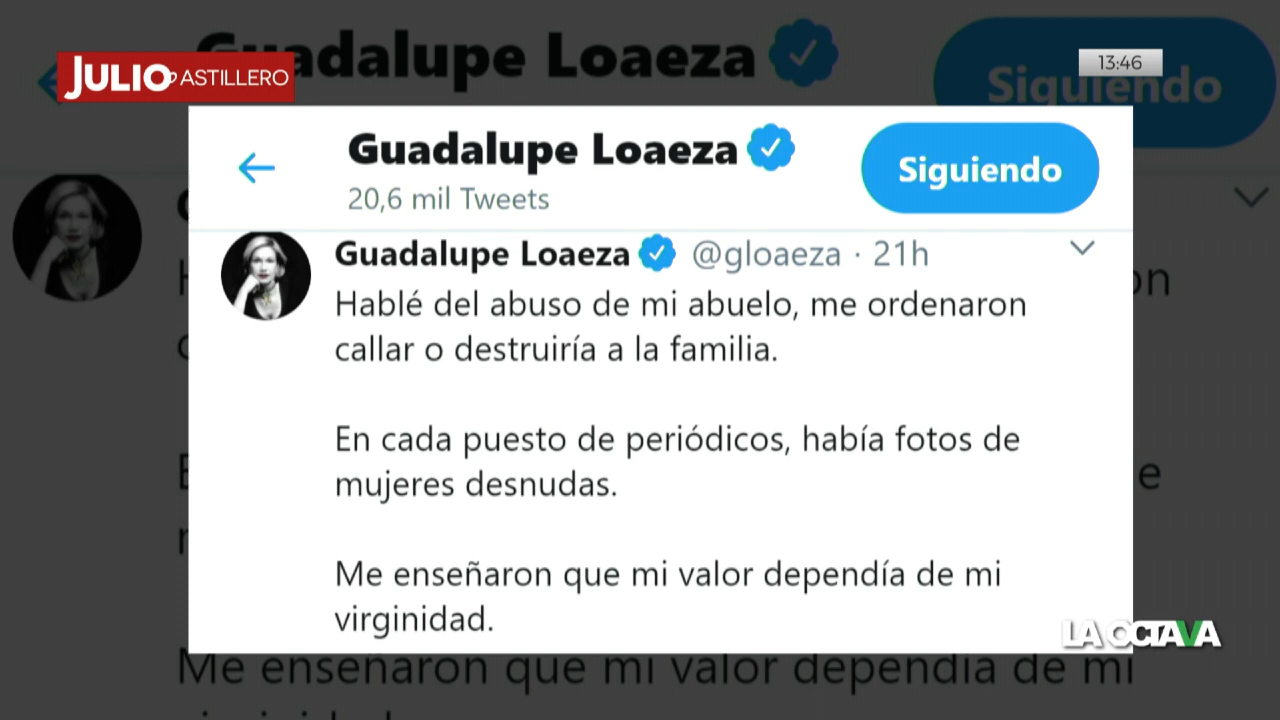 JULIO ASTILLERO
13:46
Guadalupe Loaeza
Siguiendo
Guadalupe Loaeza
20,6 mil Tweets
Siguiendo
Guadalupe Loaeza @gloaeza · 21h
Hablé del abuso de mi abuelo, me ordenaron
callar o destruiría a la familia.
En cada puesto de periódicos, había fotos de
mujeres desnudas.
Me enseñaron que mi valor dependía de mi
virginidad.
LA OCTAVA
Me enseñaron que mi valor dependía de mi